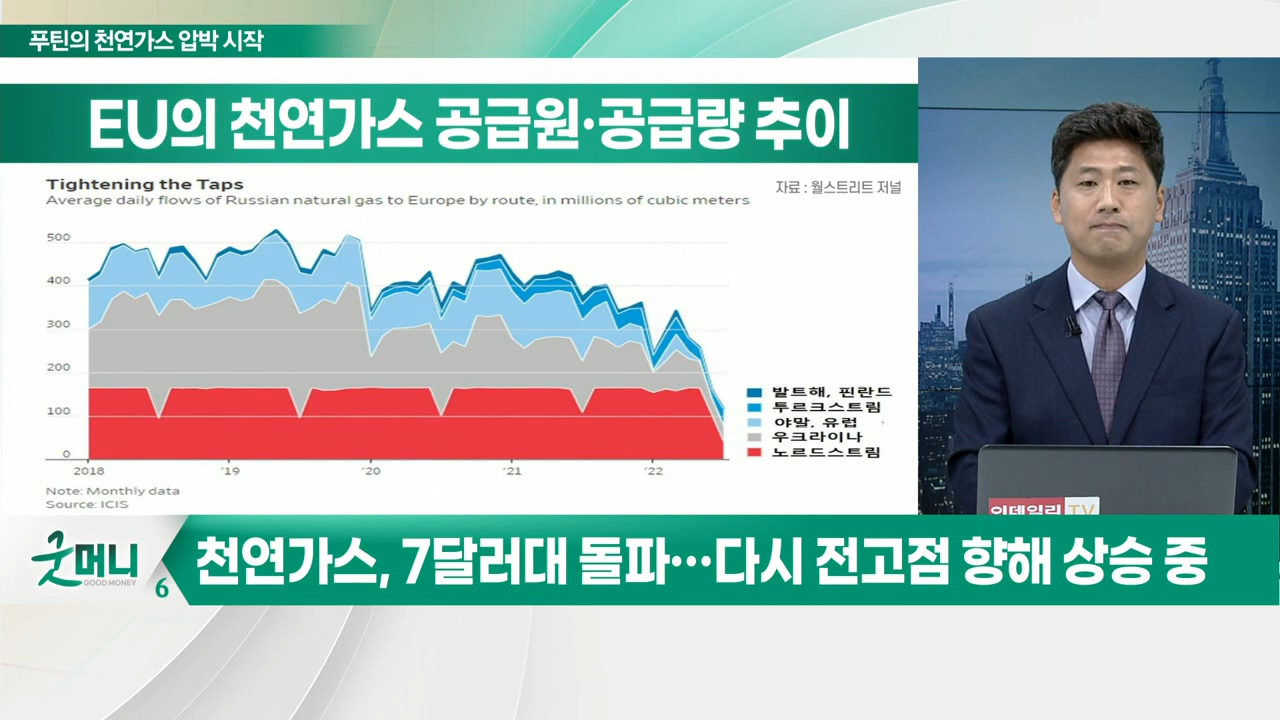 푸틴의 천연가스 압박 시작
EU의 천연가스 공급원·공급량 추이
Tightening the Taps
자료 : 월스트리트 저널
Average daily flows of Russian natural gas to Europe by route, in millions of cubic meters
500
400
300
200
100
0
2018
'19
'20
'21
'22
발트해, 핀란드
투르크스트림
야말, 유럽
우크라이나
노르드스트림
Note: Monthly data
Source: ICIS
이데일리 TV
굿머니
GOOD MONEY
6
천연가스, 7달러대 돌파…다시 전고점 향해 상승 중